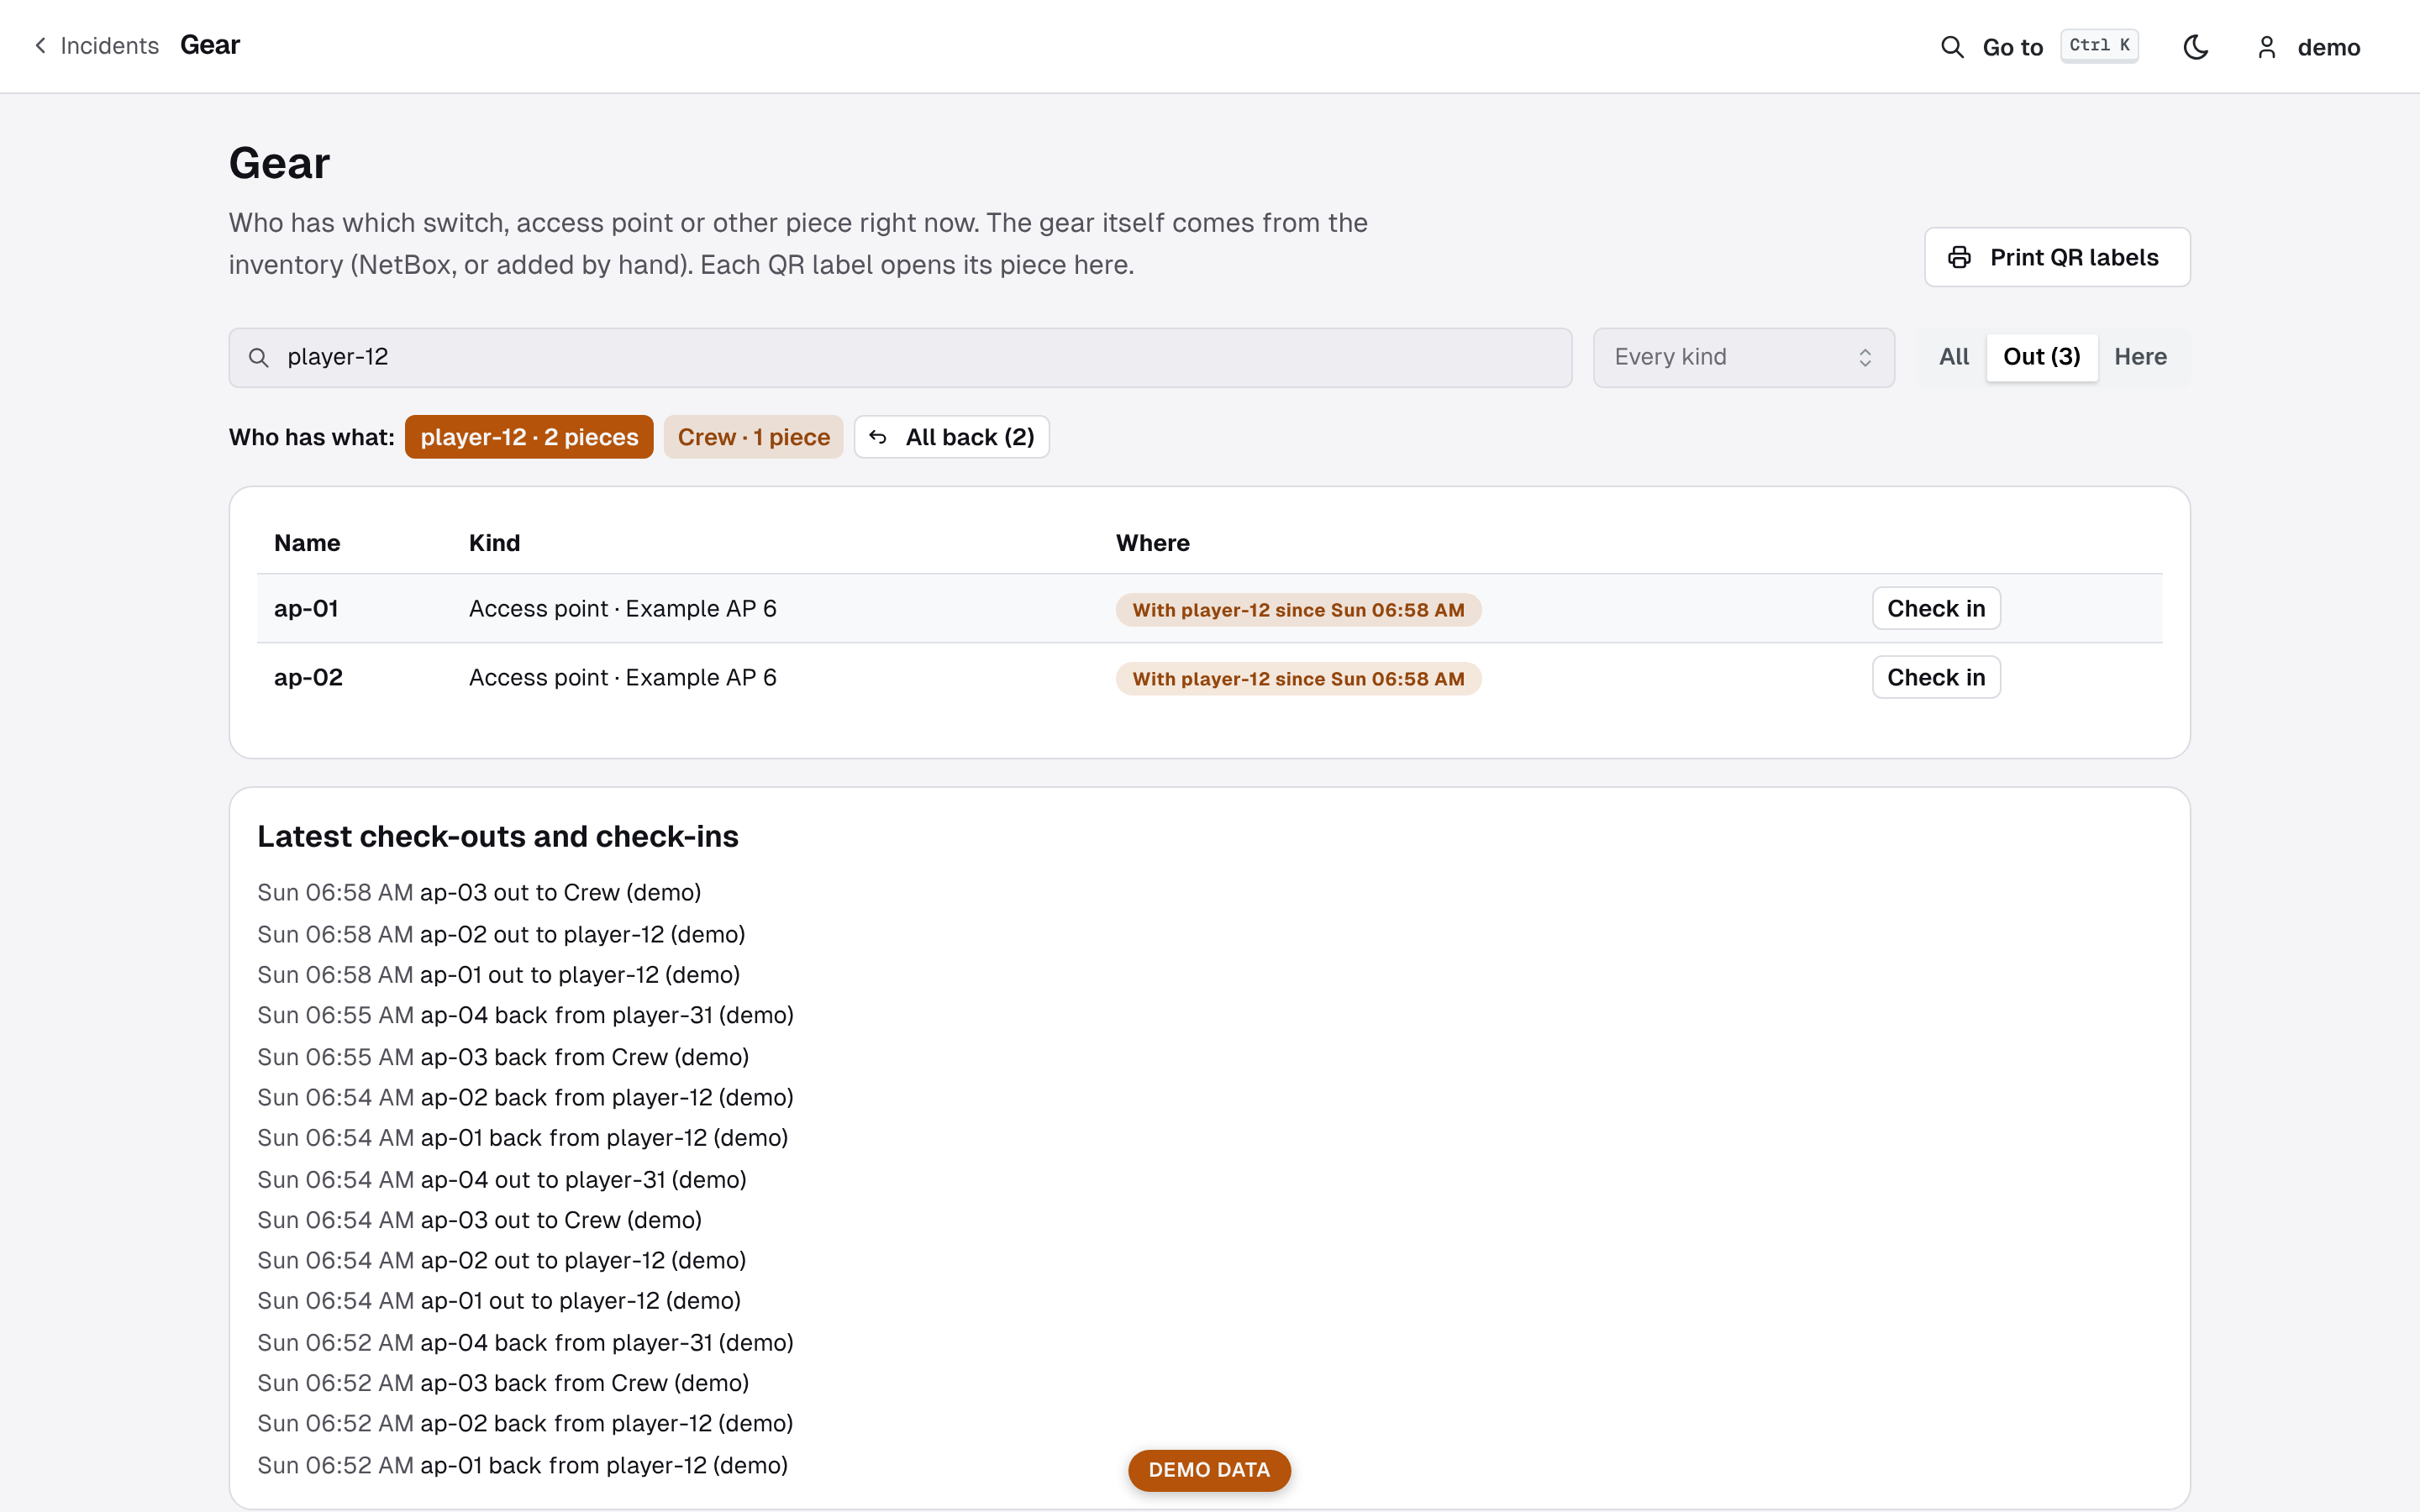 Incidents Gear Go to Ctrl K demo
Gear
Who has which switch, access point or other piece right now. The gear itself comes from the
inventory (NetBox, or added by hand). Each QR label opens its piece here.
Print QR labels
player-12 Every kind All Out (3) Here
Who has what: player-12 · 2 pieces Crew · 1 piece All back (2)
Name Kind Where
ap-01 Access point · Example AP 6 With player-12 since Sun 06:58 AM Check in
ap-02 Access point · Example AP 6 With player-12 since Sun 06:58 AM Check in
Latest check-outs and check-ins
Sun 06:58 AM ap-03 out to Crew (demo)
Sun 06:58 AM ap-02 out to player-12 (demo)
Sun 06:58 AM ap-01 out to player-12 (demo)
Sun 06:55 AM ap-04 back from player-31 (demo)
Sun 06:55 AM ap-03 back from Crew (demo)
Sun 06:54 AM ap-02 back from player-12 (demo)
Sun 06:54 AM ap-01 back from player-12 (demo)
Sun 06:54 AM ap-04 out to player-31 (demo)
Sun 06:54 AM ap-03 out to Crew (demo)
Sun 06:54 AM ap-02 out to player-12 (demo)
Sun 06:54 AM ap-01 out to player-12 (demo)
Sun 06:52 AM ap-04 back from player-31 (demo)
Sun 06:52 AM ap-03 back from Crew (demo)
Sun 06:52 AM ap-02 back from player-12 (demo)
Sun 06:52 AM ap-01 back from player-12 (demo)
DEMO DATA